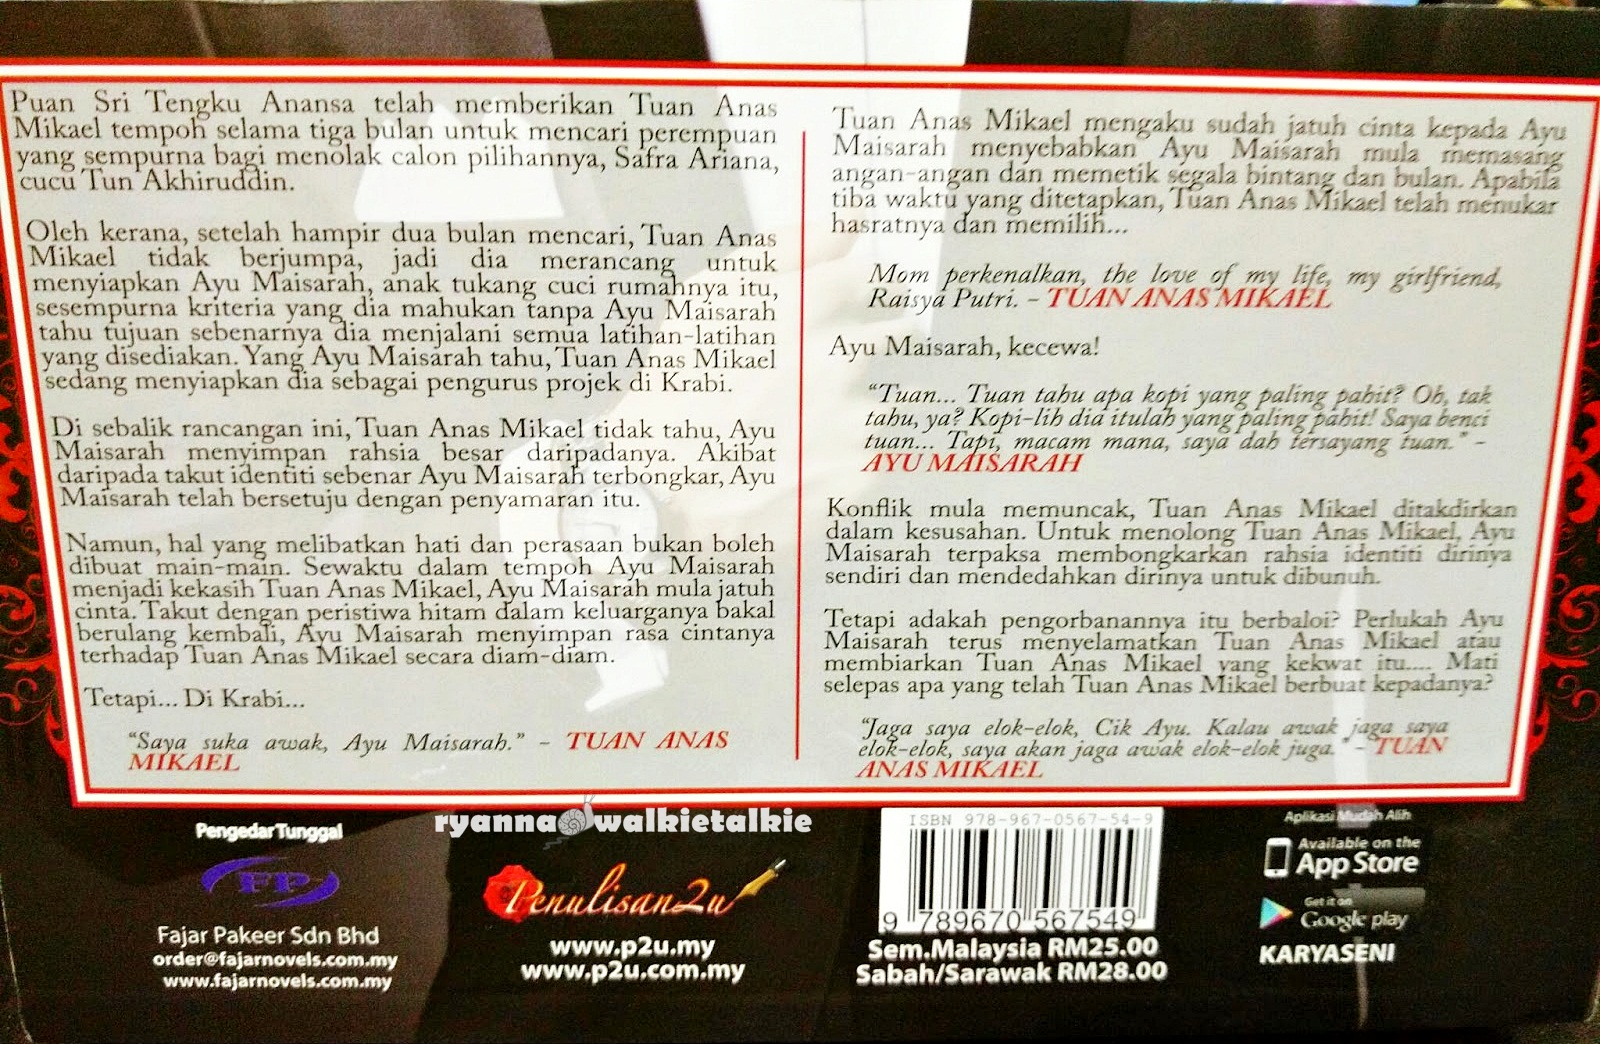 Puan Sri Tengku Anansa telah memberikan Tuan Anas
Mikael tempoh selama tiga bulan untuk mencari perempuan
yang sempurna bagi menolak calon pilihannya, Safra Ariana,
cucu Tun Akhiruddin.
Oleh kerana, setelah hampir dua bulan mencari, Tuan Anas
Mikael tidak berjumpa, jadi dia merancang untuk
menyiapkan Ayu Maisarah, anak tukang cuci rumahnya itu,
sesempurna kriteria yang dia mahukan tanpa Ayu Maisarah
tahu tujuan sebenarnya dia menjalani semua latihan-latihan
yang disediakan. Yang Ayu Maisarah tahu, Tuan Anas Mikael
sedang menyiapkan dia sebagai pengurus projek di Krabi.
Di sebalik rancangan ini, Tuan Anas Mikael tidak tahu, Ayu
Maisarah menyimpan rahsia besar daripadanya. Akibat
daripada takut identiti sebenar Ayu Maisarah terbongkar, Ayu
Maisarah telah bersetuju dengan penyamaran itu.
Namun, hal yang melibatkan hati dan perasaan bukan boleh
dibuat main-main. Sewaktu dalam tempoh Ayu Maisarah
menjadi kekasih Tuan Anas Mikael, Ayu Maisarah mula jatuh
cinta. Takut dengan peristiwa hitam dalam keluarganya bakal
berulang kembali, Ayu Maisarah menyimpan rasa cintanya
terhadap Tuan Anas Mikael secara diam-diam.
Tetapi... Di Krabi...
“Saya suka awak, Ayu Maisarah.” – TUAN ANAS
MIKAEL
Tuan Anas Mikael mengaku sudah jatuh cinta kepada Ayu
Maisarah menyebabkan Ayu Maisarah mula memasang
angan-angan dan memetik segala bintang dan bulan. Apabila
tiba waktu yang ditetapkan, Tuan Anas Mikael telah menukar
hasratnya dan memilih...
Mom perkenalkan, the love of my life, my girlfriend,
Raisya Putri. – TUAN ANAS MIKAEL
Ayu Maisarah, kecewa!
“Tuan... Tuan tahu apa kopi yang paling pahit? Oh, tak
tahu, ya? Kopi-lih dia itulah yang paling pahit! Saya benci
tuan... Tapi, macam mana, saya dah tersayang tuan.” –
AYU MAISARAH
Konflik mula memuncak, Tuan Anas Mikael ditakdirkan
dalam kesusahan. Untuk menolong Tuan Anas Mikael, Ayu
Maisarah terpaksa membongkarkan rahsia identiti dirinya
sendiri dan mendedahkan dirinya untuk dibunuh.
Tetapi adakah pengorbanannya itu berbaloi? Perlukah Ayu
Maisarah terus menyelamatkan Tuan Anas Mikael atau
membiarkan Tuan Anas Mikael yang kekwat itu.... Mati
selepas apa yang telah Tuan Anas Mikael berbuat kepadanya?
“Jaga saya elok-elok, Cik Ayu. Kalau awak jaga saya
elok-elok, saya akan jaga awak elok-elok juga.” – TUAN
ANAS MIKAEL
ryanna walkietalkie
Pengedar Tunggal
FP
Fajar Pakeer Sdn Bhd
order@fajarnovels.com.my
www.fajarnovels.com.my
Penulisan2u
www.p2u.my
www.p2u.com.my
ISBN 978-967-0567-54-9
9 789670 567549
Sem.Malaysia RM25.00
Sabah/Sarawak RM28.00
Aplikasi Mudah Alih
Available on the
App Store
Get it on
Google play
KARYASENI